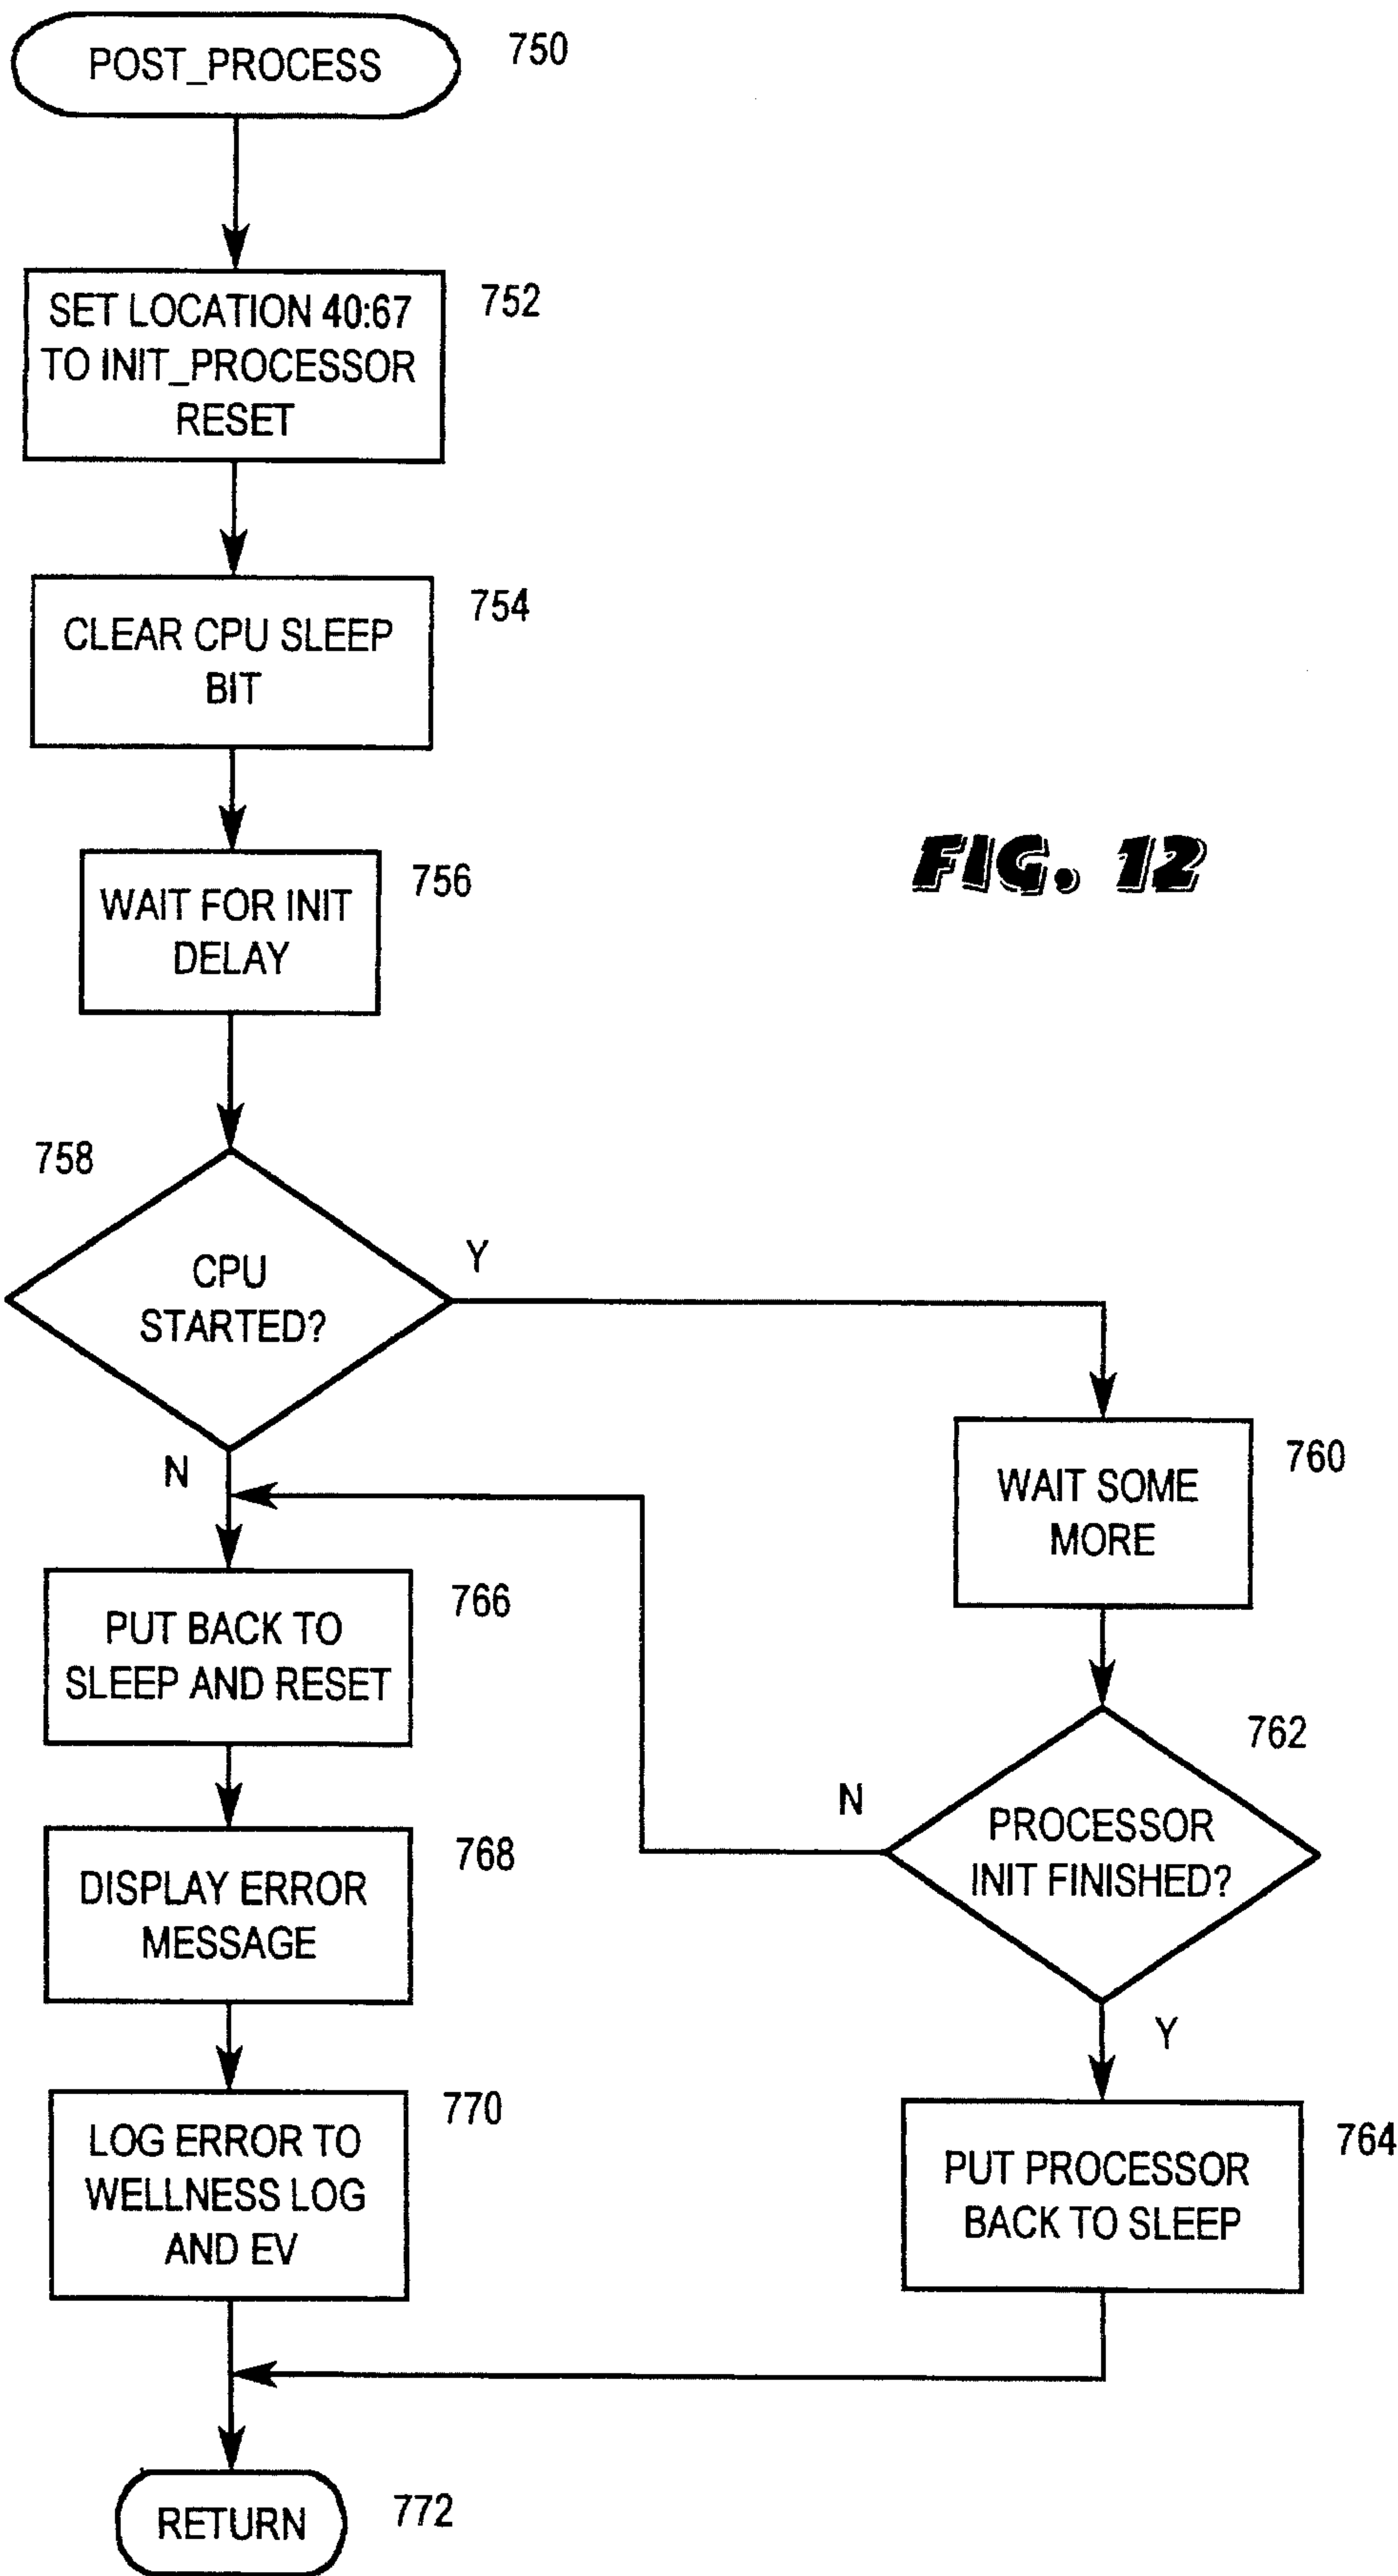 POST_PROCESS
750
SET LOCATION 40:67
TO INIT_PROCESSOR
RESET
752
CLEAR CPU SLEEP
BIT
754
WAIT FOR INIT
DELAY
756
FIG. 12
758
CPU
STARTED?
Y
N
WAIT SOME
MORE
760
PUT BACK TO
SLEEP AND RESET
766
762
PROCESSOR
INIT FINISHED?
N
Y
DISPLAY ERROR
MESSAGE
768
LOG ERROR TO
WELLNESS LOG
AND EV
770
PUT PROCESSOR
BACK TO SLEEP
764
RETURN
772